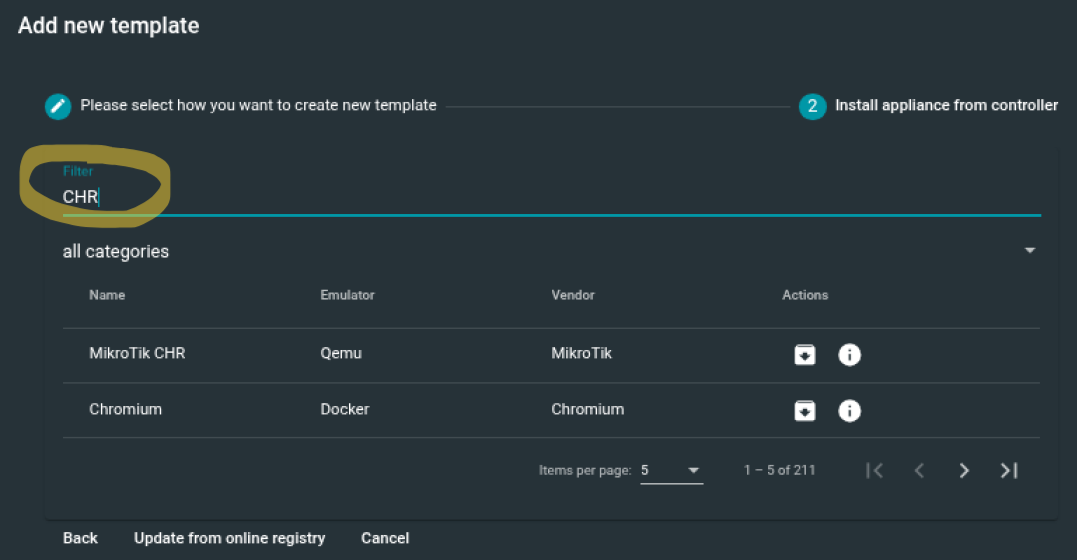 Add new template
Please select how you want to create new template 2 Install appliance from controller
Filter
CHR
all categories
Name Emulator Vendor Actions
MikroTik CHR Qemu MikroTik
Chromium Docker Chromium
Items per page: 5 1 – 5 of 211
Back Update from online registry Cancel